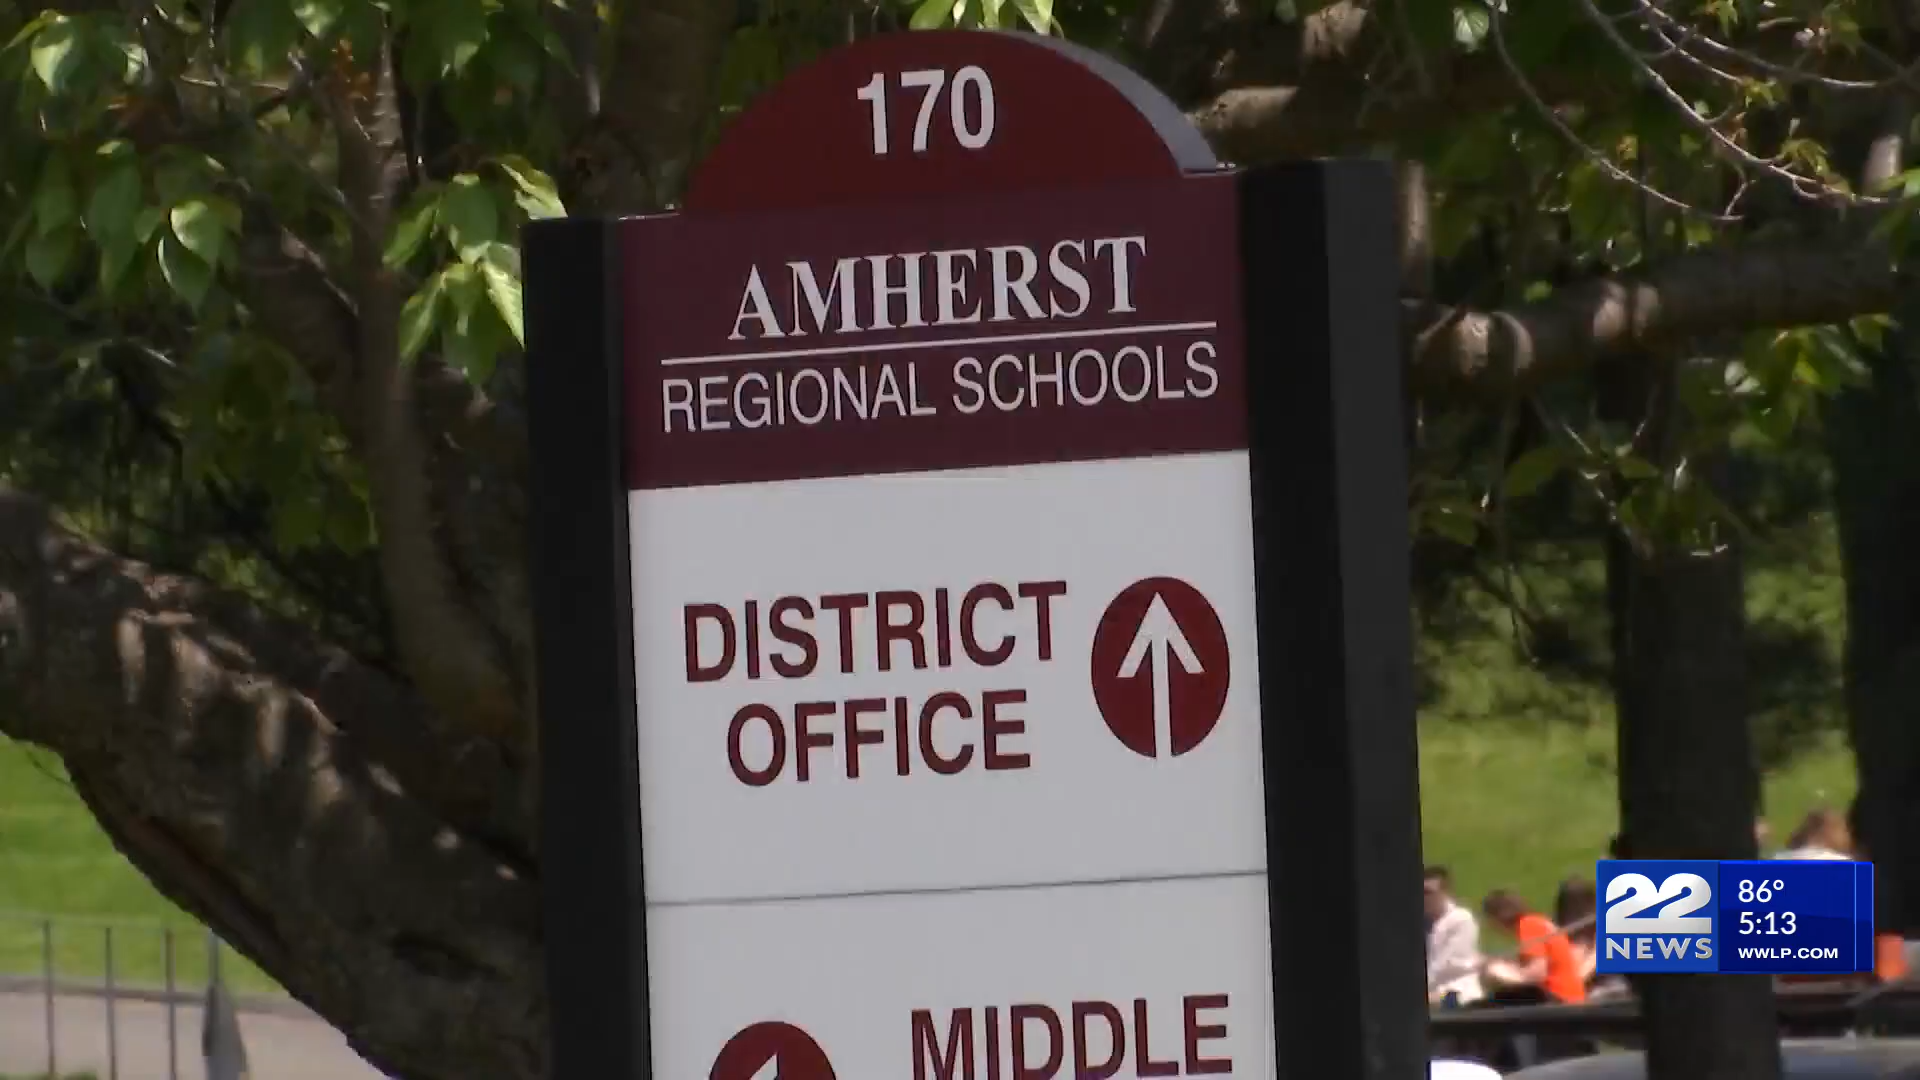 170
AMHERST
REGIONAL SCHOOLS
DISTRICT
OFFICE
MIDDLE
22
NEWS
86°
5:13
WWLP.COM